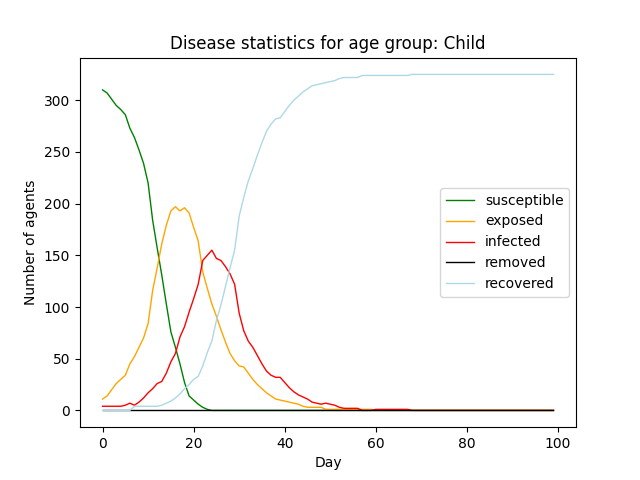 Disease statistics for age group: Child
Number of agents
300
250
200
150
100
50
0
susceptible
exposed
infected
removed
recovered
0 20 40 60 80 100
Day